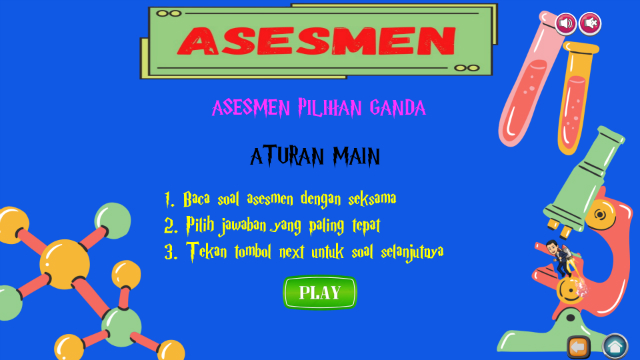 ASESMEN
ASESMEN PILIHAN GANDA
ATURAN MAIN
1. Baca soal asesmen dengan seksama
2. Pilih jawaban yang paling tepat
3. Tekan tombol next untuk soal selanjutnya
PLAY